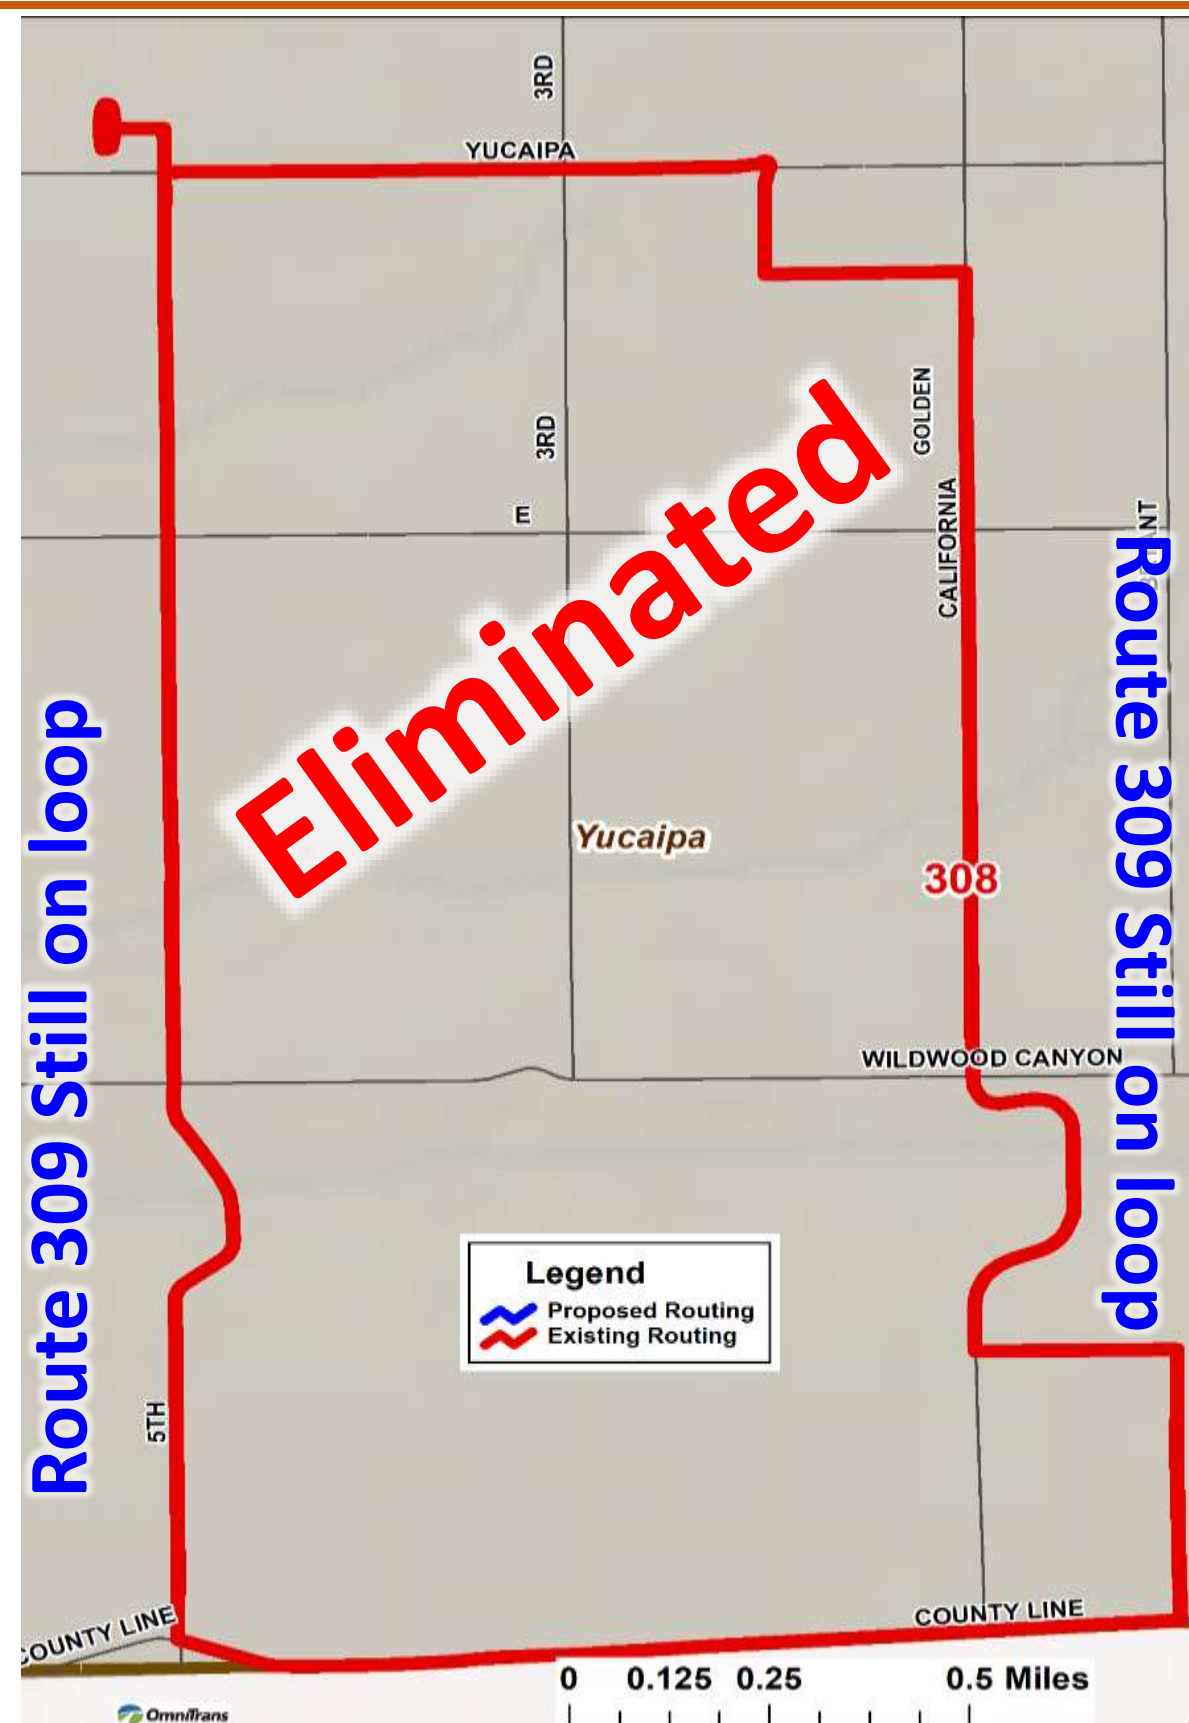 3RD
YUCAIPA
GOLDEN
3RD
Eliminated
CALIFORNIA
E
Route 309 Still on loop
Route 309 Still on loop
Yucaipa
308
WILDWOOD CANYON
Legend
Proposed Routing
Existing Routing
5TH
COUNTY LINE
COUNTY LINE
0 0.125 0.25 0.5 Miles
OmniTrans